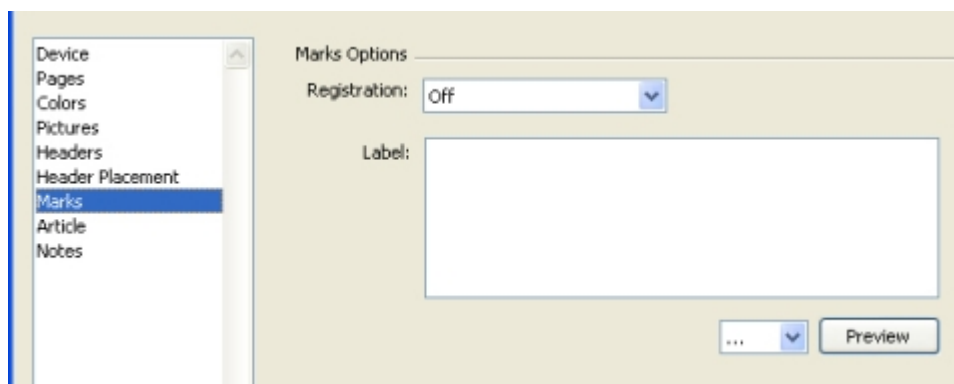 Device
Pages
Colors
Pictures
Headers
Header Placement
Marks
Article
Notes
Marks Options
Registration: Off
Label:
... Preview